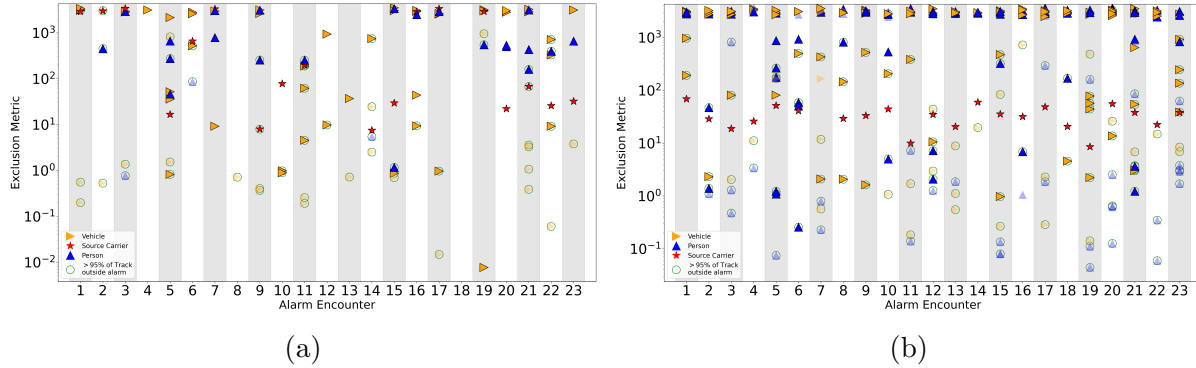 Exclusion Metric
10³
10²
10¹
10⁰
10⁻¹
10⁻²
Vehicle
Source Carrier
Person
>95% of Track
outside alarm
1 2 3 4 5 6 7 8 9 10 11 12 13 14 15 16 17 18 19 20 21 22 23
Alarm Encounter
(a)
Exclusion Metric
10³
10²
10¹
10⁰
10⁻¹
Vehicle
Person
Source Carrier
>95% of Track
outside alarm
1 2 3 4 5 6 7 8 9 10 11 12 13 14 15 16 17 18 19 20 21 22 23
Alarm Encounter
(b)